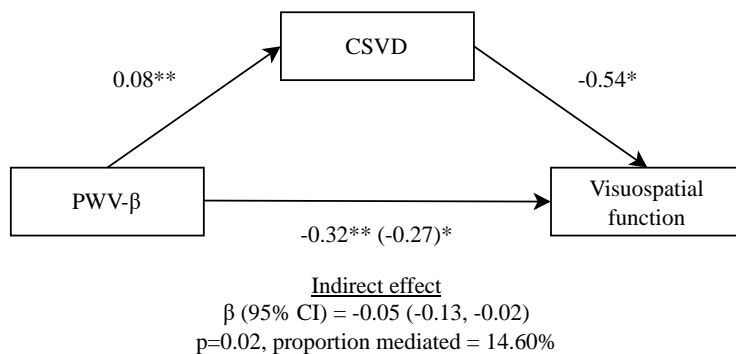 CSVD
0.08**
-0.54*
PWV-β
Visuospatial
function
-0.32** (-0.27)*
Indirect effect
β (95% CI) = -0.05 (-0.13, -0.02)
p=0.02, proportion mediated = 14.60%